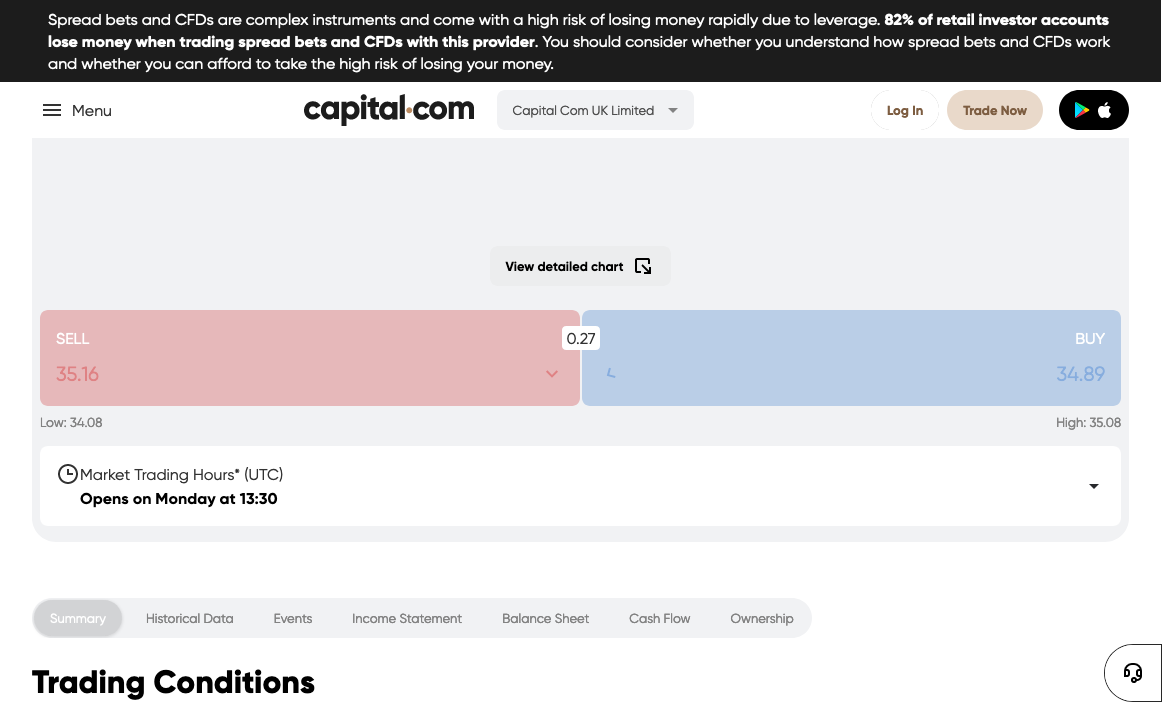 Spread bets and CFDs are complex instruments and come with a high risk of losing money rapidly due to leverage. 82% of retail investor accounts
lose money when trading spread bets and CFDs with this provider. You should consider whether you understand how spread bets and CFDs work
and whether you can afford to take the high risk of losing your money.
Menu
capital.com
Capital Com UK Limited
Log In
Trade Now
View detailed chart
SELL
0.27
BUY
35.16
34.89
Low: 34.08
High: 35.08
Market Trading Hours* (UTC)
Opens on Monday at 13:30
Summary
Historical Data
Events
Income Statement
Balance Sheet
Cash Flow
Ownership
Trading Conditions